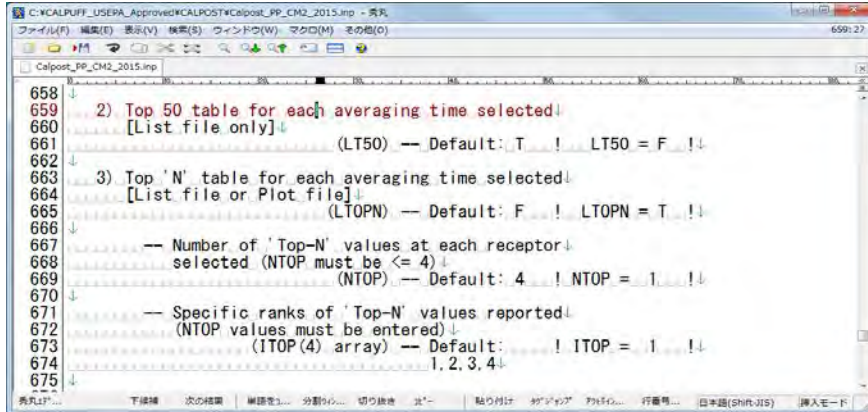 C:¥CALPUFF_USEPA_Approved¥CALPOST¥Calpost_PP_CM2_2015.inp - 秀丸
ファイル(F) 編集(E) 表示(V) 検索(S) ウィンドウ(W) マクロ(M) その他(O) 659:27
Calpost_PP_CM2_2015.inp
658
659 2) Top 50 table for each averaging time selected
660 [List file only]
661 (LT50) -- Default: T ! LT50 = F !
662
663 3) Top 'N' table for each averaging time selected
664 [List file or Plot file]
665 (LTOPN) -- Default: F ! LTOPN = T !
666
667 -- Number of 'Top-N' values at each receptor
668 selected (NTOP must be <= 4)
669 (NTOP) -- Default: 4 ! NTOP = 1 !
670
671 -- Specific ranks of 'Top-N' values reported
672 (NTOP values must be entered)
673 (ITOP(4) array) -- Default: ! ITOP = 1 !
674 1,2,3,4
675
下候補 次の結果 単語を1... 切り抜き 貼り付け 行番号... 日本語(Shift-JIS) 挿入モード